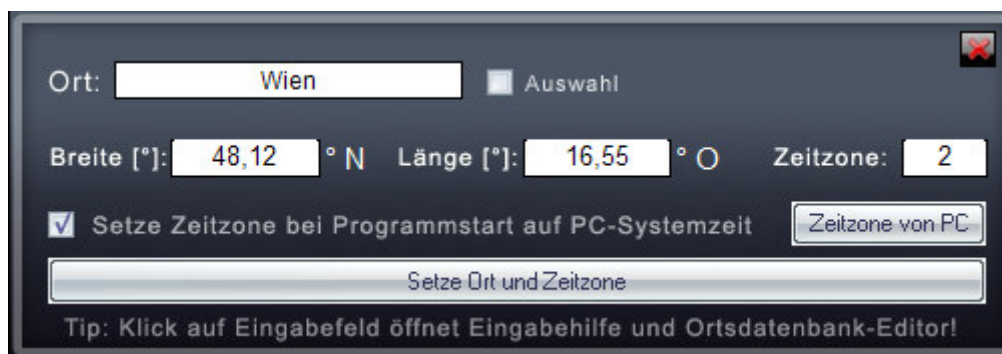 Ort: Wien Auswahl
Breite [°]: 48,12 ° N Länge [°]: 16,55 ° O Zeitzone: 2
Setze Zeitzone bei Programmstart auf PC-Systemzeit Zeitzone von PC
Setze Ort und Zeitzone
Tip: Klick auf Eingabefeld öffnet Eingabehilfe und Ortsdatenbank-Editor!